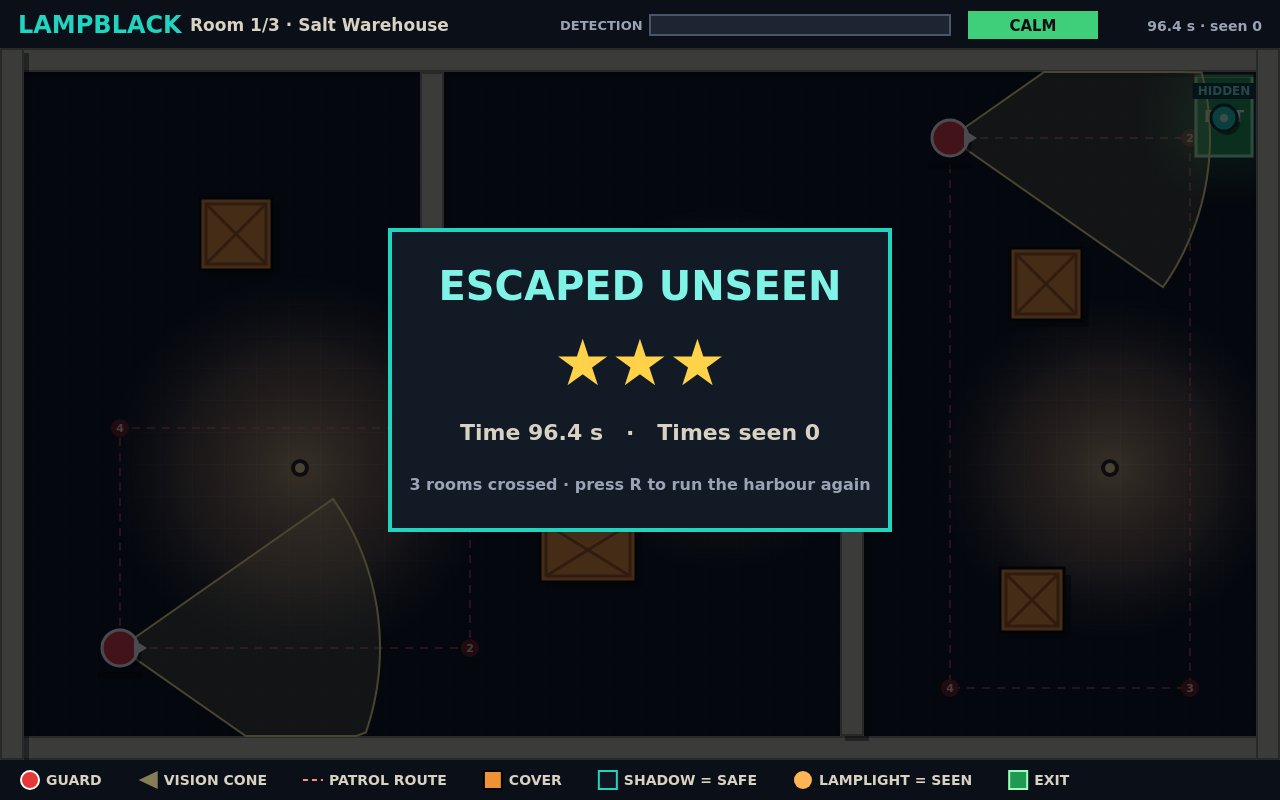 LAMPBLACK Room 1/3 · Salt Warehouse DETECTION CALM 96.4 s · seen 0
HIDDEN
2
ESCAPED UNSEEN
★★★
4
Time 96.4 s · Times seen 0
3 rooms crossed · press R to run the harbour again
2
4 3
GUARD VISION CONE PATROL ROUTE COVER SHADOW = SAFE LAMPLIGHT = SEEN EXIT